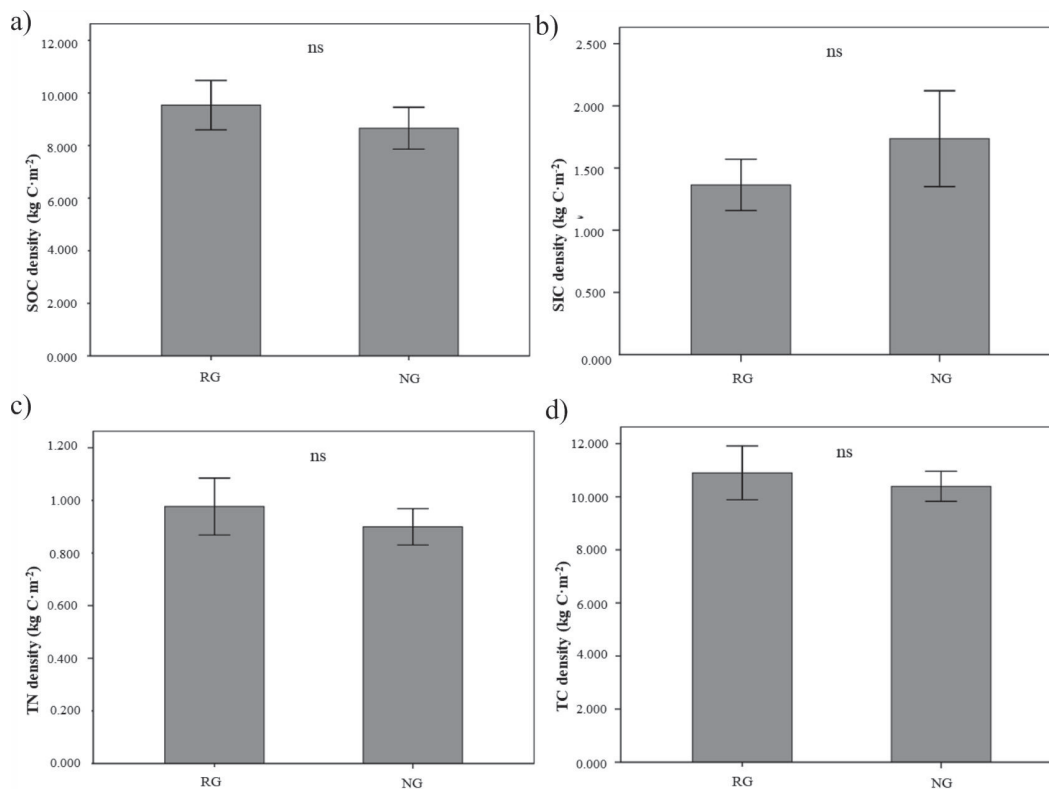 a)
ns
12.000
10.000
8.000
6.000
4.000
2.000
0.000
SOC density (kg C·m-2)
RG NG
b)
ns
2.500
2.000
1.500
1.000
0.500
0.000
SIC density (kg C·m-2)
RG NG
c)
ns
1.200
1.000
0.800
0.600
0.400
0.200
0.000
TN density (kg C·m-2)
RG NG
d)
ns
12.000
10.000
8.000
6.000
4.000
2.000
0.000
TC density (kg C·m-2)
RG NG